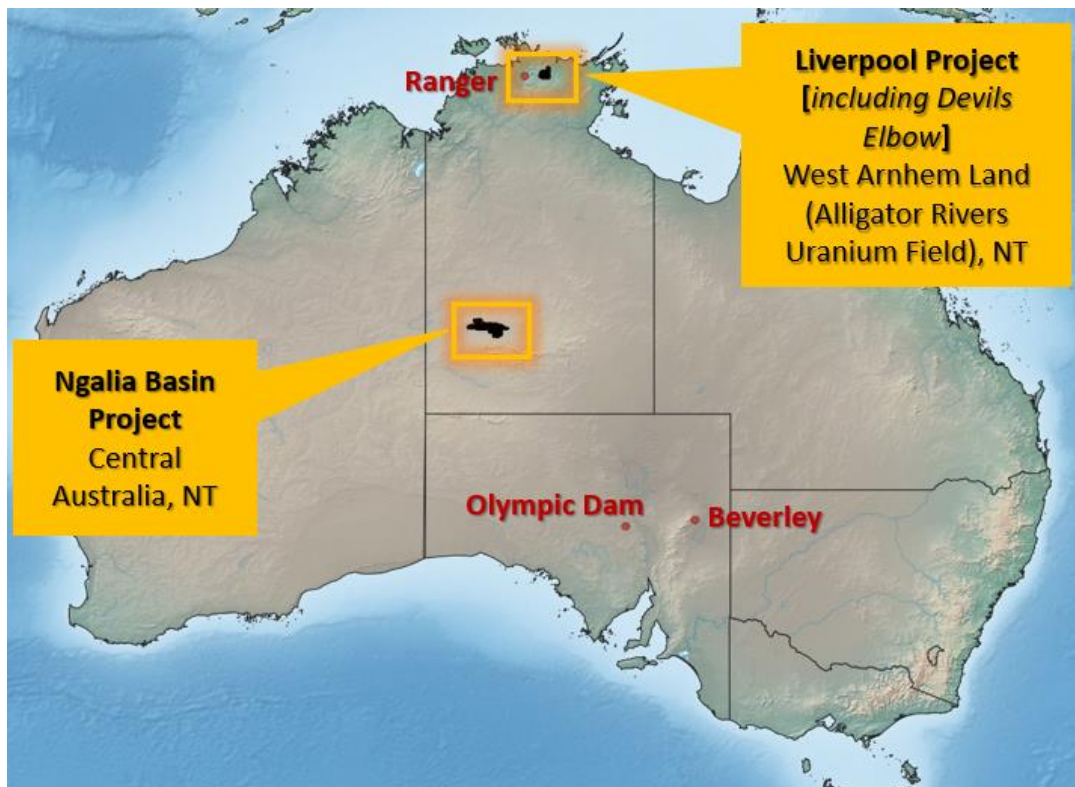 Ranger
Liverpool Project
[including Devils
Elbow]
West Arnhem Land
(Alligator Rivers
Uranium Field), NT
Ngalia Basin
Project
Central
Australia, NT
Olympic Dam
Beverley